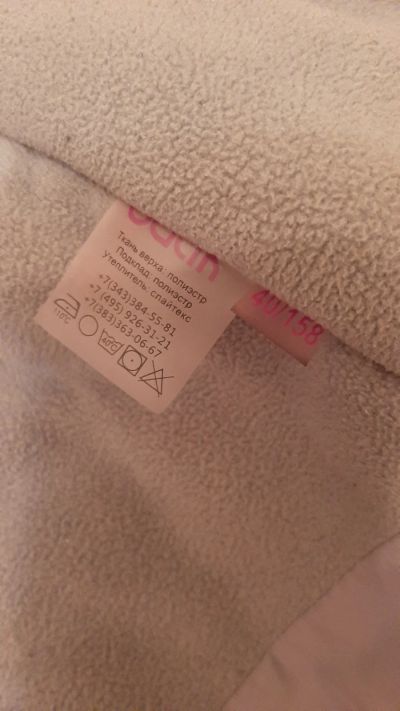 Ткань верха: полиэстр
Подклад: полиэстр
утеплитель: слайтекс
+7(343)384-55-81
+7 (495) 926-31-21
+7(383)363-06-67
110°C
40°C
40/158